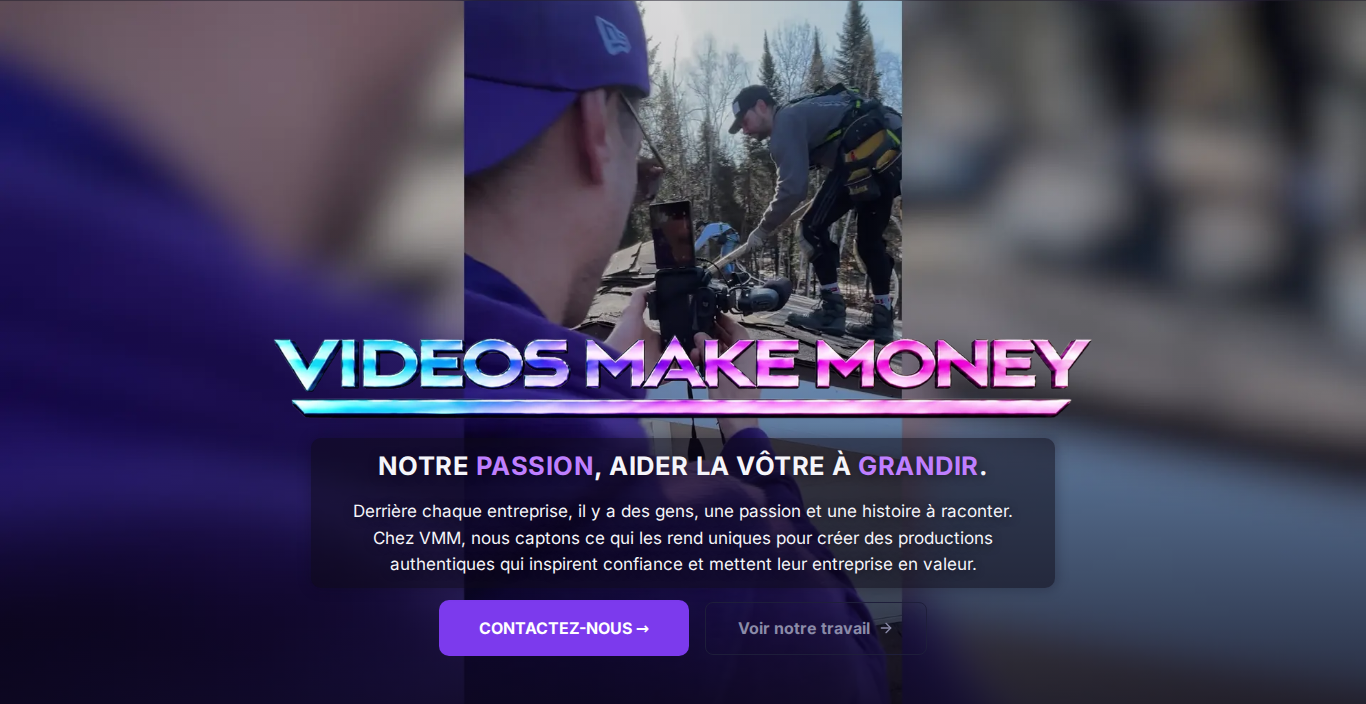 VIDEOS MAKE MONEY
NOTRE PASSION, AIDER LA VÔTRE À GRANDIR.
Derrière chaque entreprise, il y a des gens, une passion et une histoire à raconter.
Chez VMM, nous captons ce qui les rend uniques pour créer des productions
authentiques qui inspirent confiance et mettent leur entreprise en valeur.
CONTACTEZ-NOUS →
Voir notre travail →